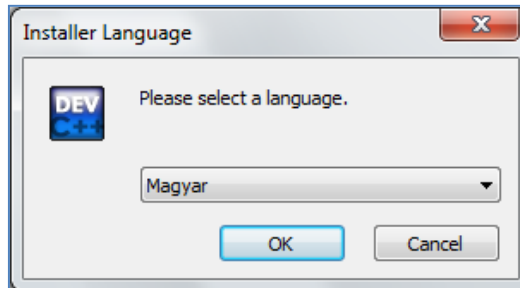 Installer Language
Please select a language.
DEV
C++
Magyar
OK
Cancel